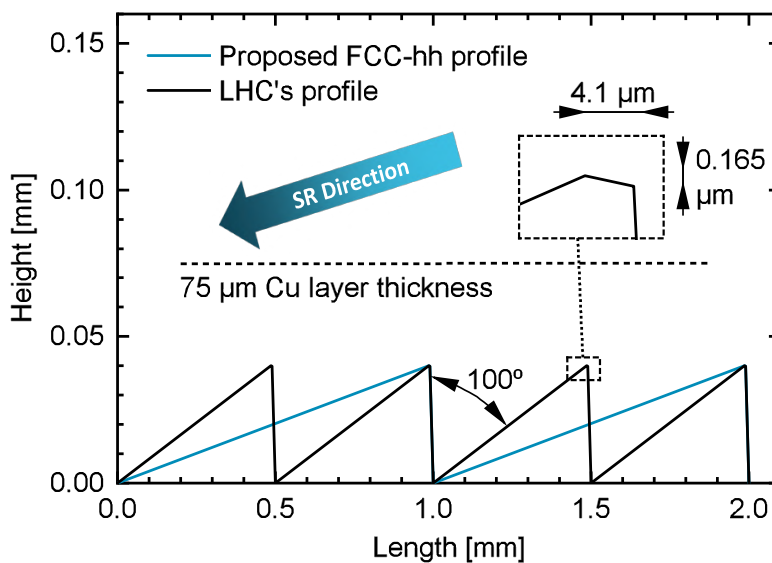 0.15
Proposed FCC-hh profile
LHC's profile
4.1 µm
0.165
µm
SR Direction
0.10
Height [mm]
75 µm Cu layer thickness
0.05
100º
0.00
0.0 0.5 1.0 1.5 2.0
Length [mm]